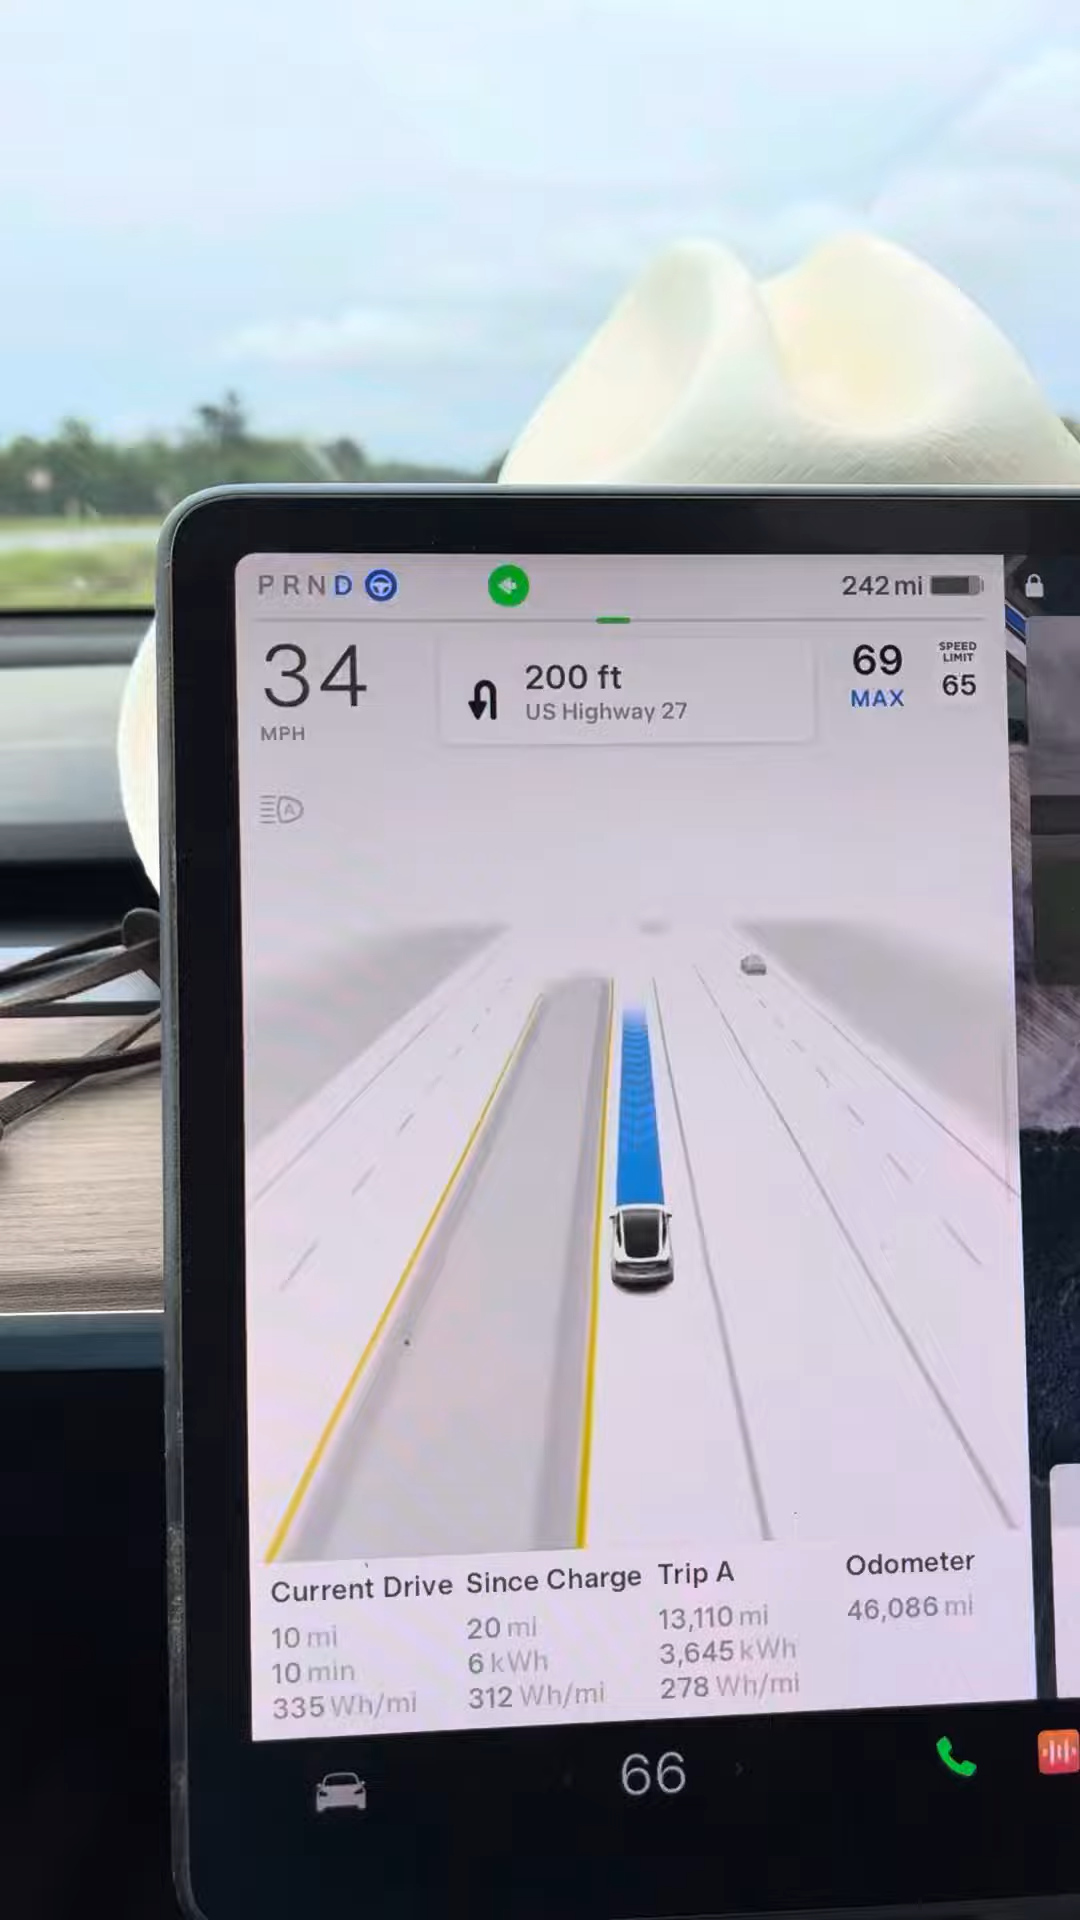 P R N D
242 mi
34
MPH
200 ft
US Highway 27
69
MAX
SPEED
LIMIT
65
A
Current Drive
10 mi
10 min
335 Wh/mi
Since Charge
20 mi
6 kWh
312 Wh/mi
Trip A
13,110 mi
3,645 kWh
278 Wh/mi
Odometer
46,086 mi
66